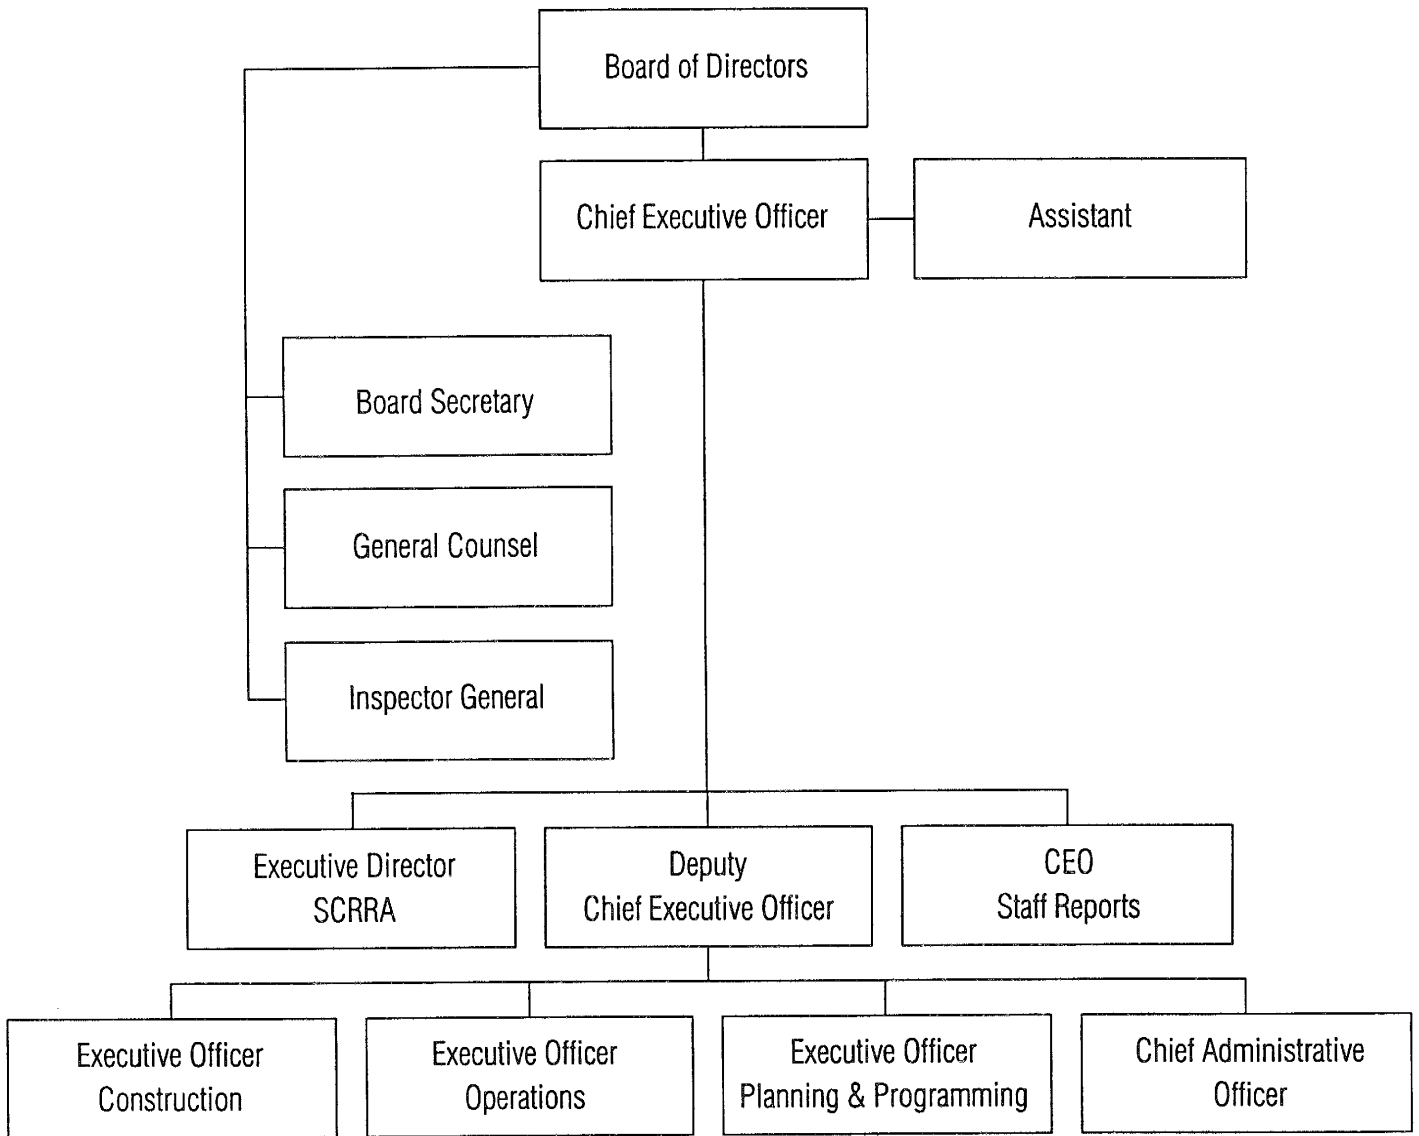 Board of Directors
Chief Executive Officer
Assistant
Board Secretary
General Counsel
Inspector General
Executive Director
SCRRA
Deputy
Chief Executive Officer
CEO
Staff Reports
Executive Officer
Construction
Executive Officer
Operations
Executive Officer
Planning & Programming
Chief Administrative
Officer